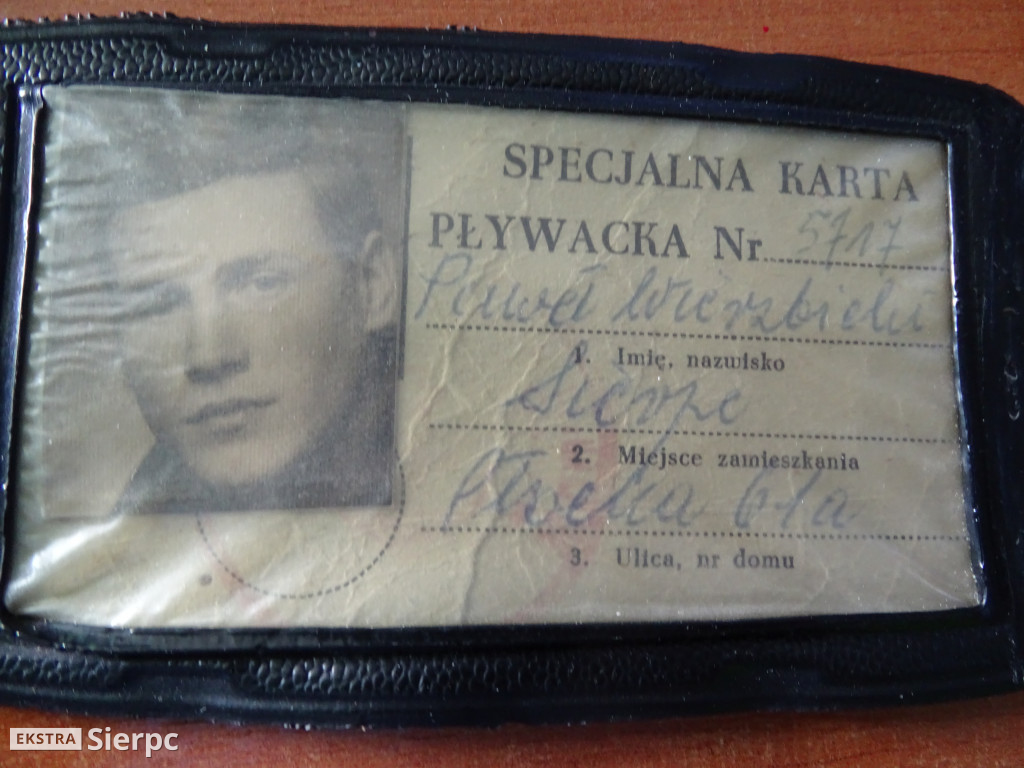 SPECJALNA KARTA
PŁYWACKA Nr 5717
Paweł
1. Imię, nazwisko
Sierpc
2. Miejsce zamieszkania
61a
3. Ulica, nr domu
EKSTRA Sierpc